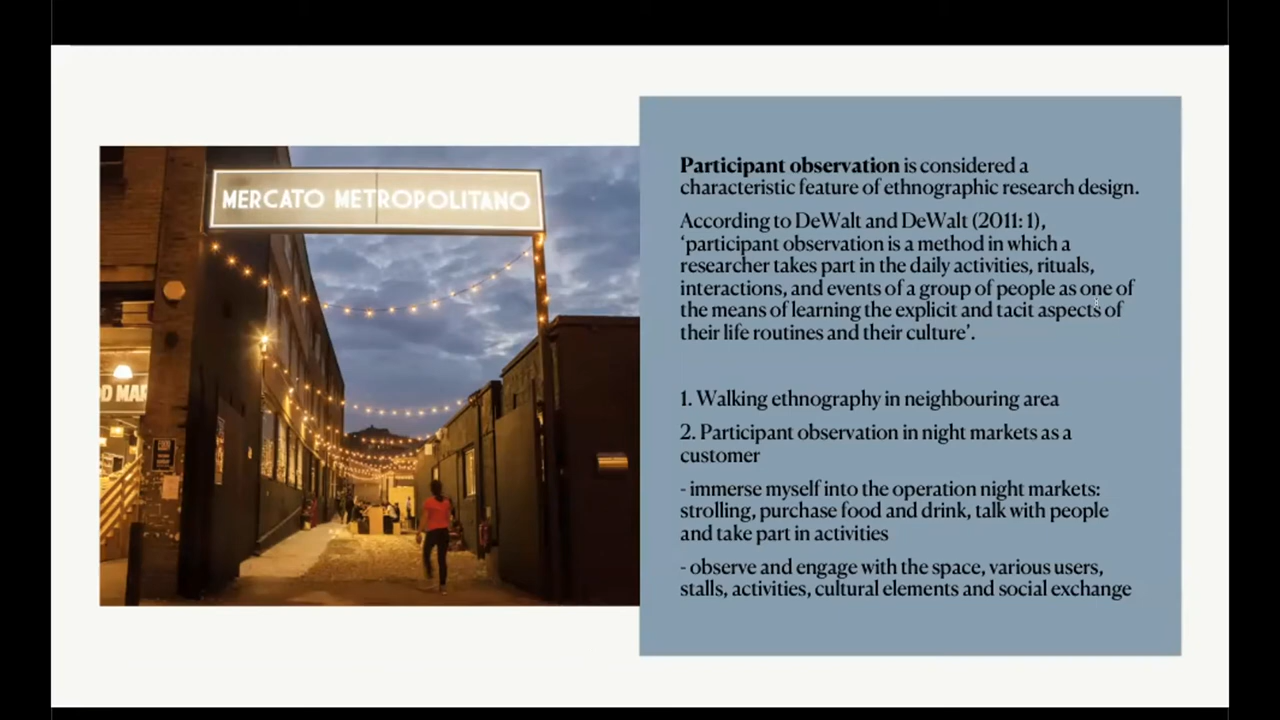 MERCATO METROPOLITANO
D MAR
Participant observation is considered a
characteristic feature of ethnographic research design.
According to DeWalt and DeWalt (2011: 1),
‘participant observation is a method in which a
researcher takes part in the daily activities, rituals,
interactions, and events of a group of people as one of
the means of learning the explicit and tacit aspects of
their life routines and their culture’.
1. Walking ethnography in neighbouring area
2. Participant observation in night markets as a
customer
- immerse myself into the operation night markets:
strolling, purchase food and drink, talk with people
and take part in activities
- observe and engage with the space, various users,
stalls, activities, cultural elements and social exchange